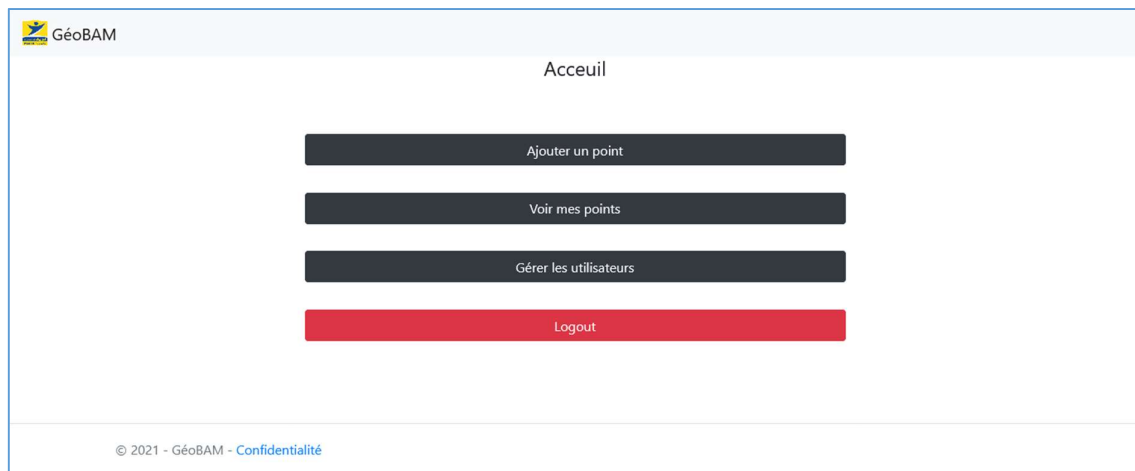 GéoBAM
Acceuil
Ajouter un point
Voir mes points
Gérer les utilisateurs
Logout
© 2021 - GéoBAM - Confidentialité